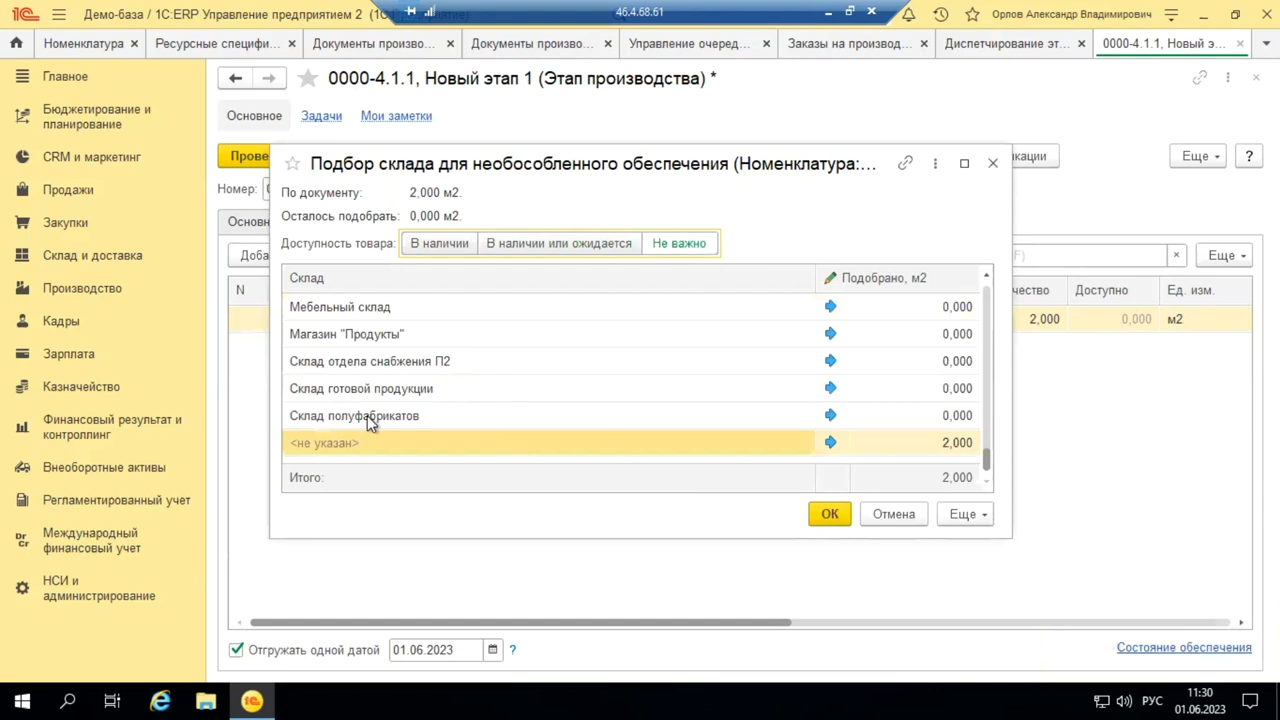 Демо-база / 1С:ERP Управление предприятием 2 (1С:
46.4.68.61
Орлов Александр Владимирович
Номенклатура
Ресурсные специфи...
Документы произво...
Документы произво...
Управление очеред...
Заказы на производ...
Диспетчирование эт...
0000-4.1.1, Новый э...
Главное
Бюджетирование и
планирование
CRM и маркетинг
Продажи
Закупки
Склад и доставка
Производство
Кадры
Зарплата
Казначейство
Финансовый результат и
контроллинг
Внеоборотные активы
Регламентированный учет
Международный
финансовый учет
НСИ и
администрирование
0000-4.1.1, Новый этап 1 (Этап производства) *
Основное
Задачи
Мои заметки
Прове
кации
Еще
?
Номер:
Основн
Доба
F)
Еще
N
чество
Доступно
Ед. изм.
2,000
0,000
м2
Подбор склада для необособленного обеспечения (Номенклатура:...
По документу: 2,000 м2.
Осталось подобрать: 0,000 м2.
Доступность товара: В наличии В наличии или ожидается Не важно
Склад Подобрано, м2
Мебельный склад 0,000
Магазин "Продукты" 0,000
Склад отдела снабжения П2 0,000
Склад готовой продукции 0,000
Склад полуфабрикатов 0,000
<не указан> 2,000
Итого: 2,000
ОК
Отмена
Еще
Отгружать одной датой 01.06.2023 ?
Состояние обеспечения
РУС
11:30
01.06.2023